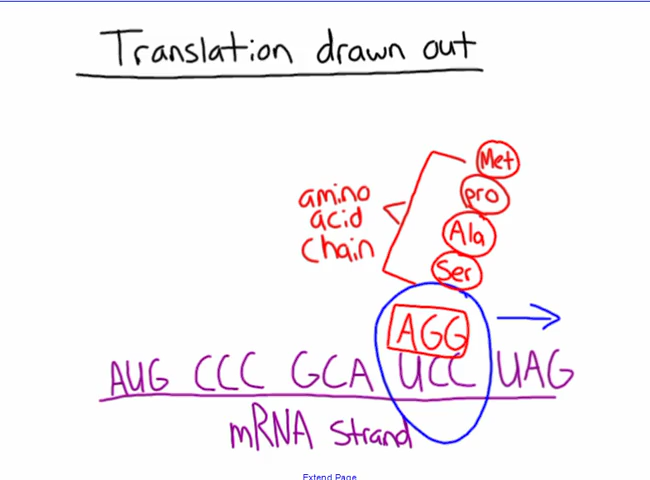 Translation drawn out
Met
pro
Ala
Ser
amino
acid
chain
AGG
AUG CCC GCA UCC UAG
mRNA strand
Extend Page